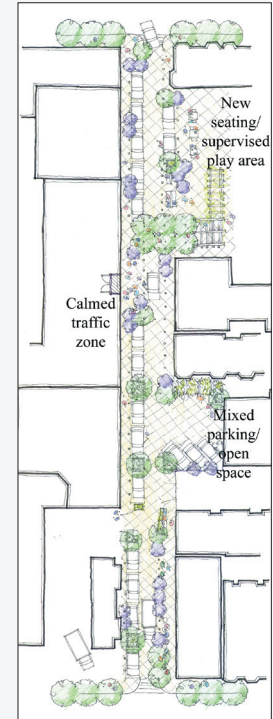 New
seating/
supervised
play area
Calmed
traffic
zone
Mixed
parking/
open
space